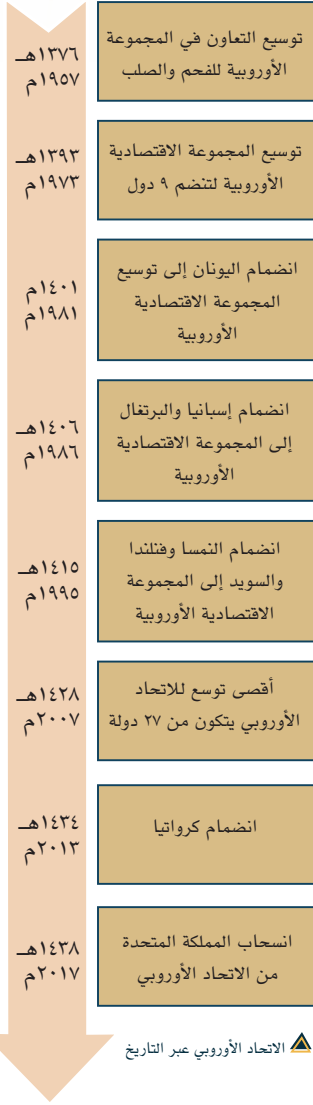 توسيع التعاون في المجموعة
الأوروبية للفحم والصلب
١٣٧٦هـ
١٩٥٧م
توسيع المجموعة الاقتصادية
الأوروبية لتنضم ٩ دول
١٣٩٣هـ
١٩٧٣م
انضمام اليونان إلى توسيع
المجموعة الاقتصادية
الأوروبية
١٤٠١م
١٩٨١م
انضمام إسبانيا والبرتغال
إلى المجموعة الاقتصادية
الأوروبية
١٤٠٦هـ
١٩٨٦م
انضمام النمسا وفنلندا
والسويد إلى المجموعة
الاقتصادية الأوروبية
١٤١٥هـ
١٩٩٥م
أقصى توسع للاتحاد
الأوروبي يتكون من ٢٧ دولة
١٤٢٨هـ
٢٠٠٧م
انضمام كرواتيا
١٤٣٤هـ
٢٠١٣م
انسحاب المملكة المتحدة
من الاتحاد الأوروبي
١٤٣٨هـ
٢٠١٧م
الاتحاد الأوروبي عبر التاريخ